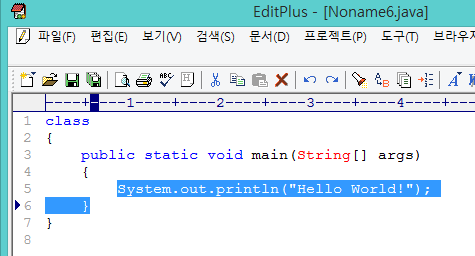 EditPlus - [Noname6.java]
파일(F) 편집(E) 보기(V) 검색(S) 문서(D) 프로젝트(P) 도구(T) 브라우
----+----1----+----2----+----3----+----4----+--
1 class
2 {
3 public static void main(String[] args)
4 {
5 System.out.println("Hello World!");
6 }
7 }
8